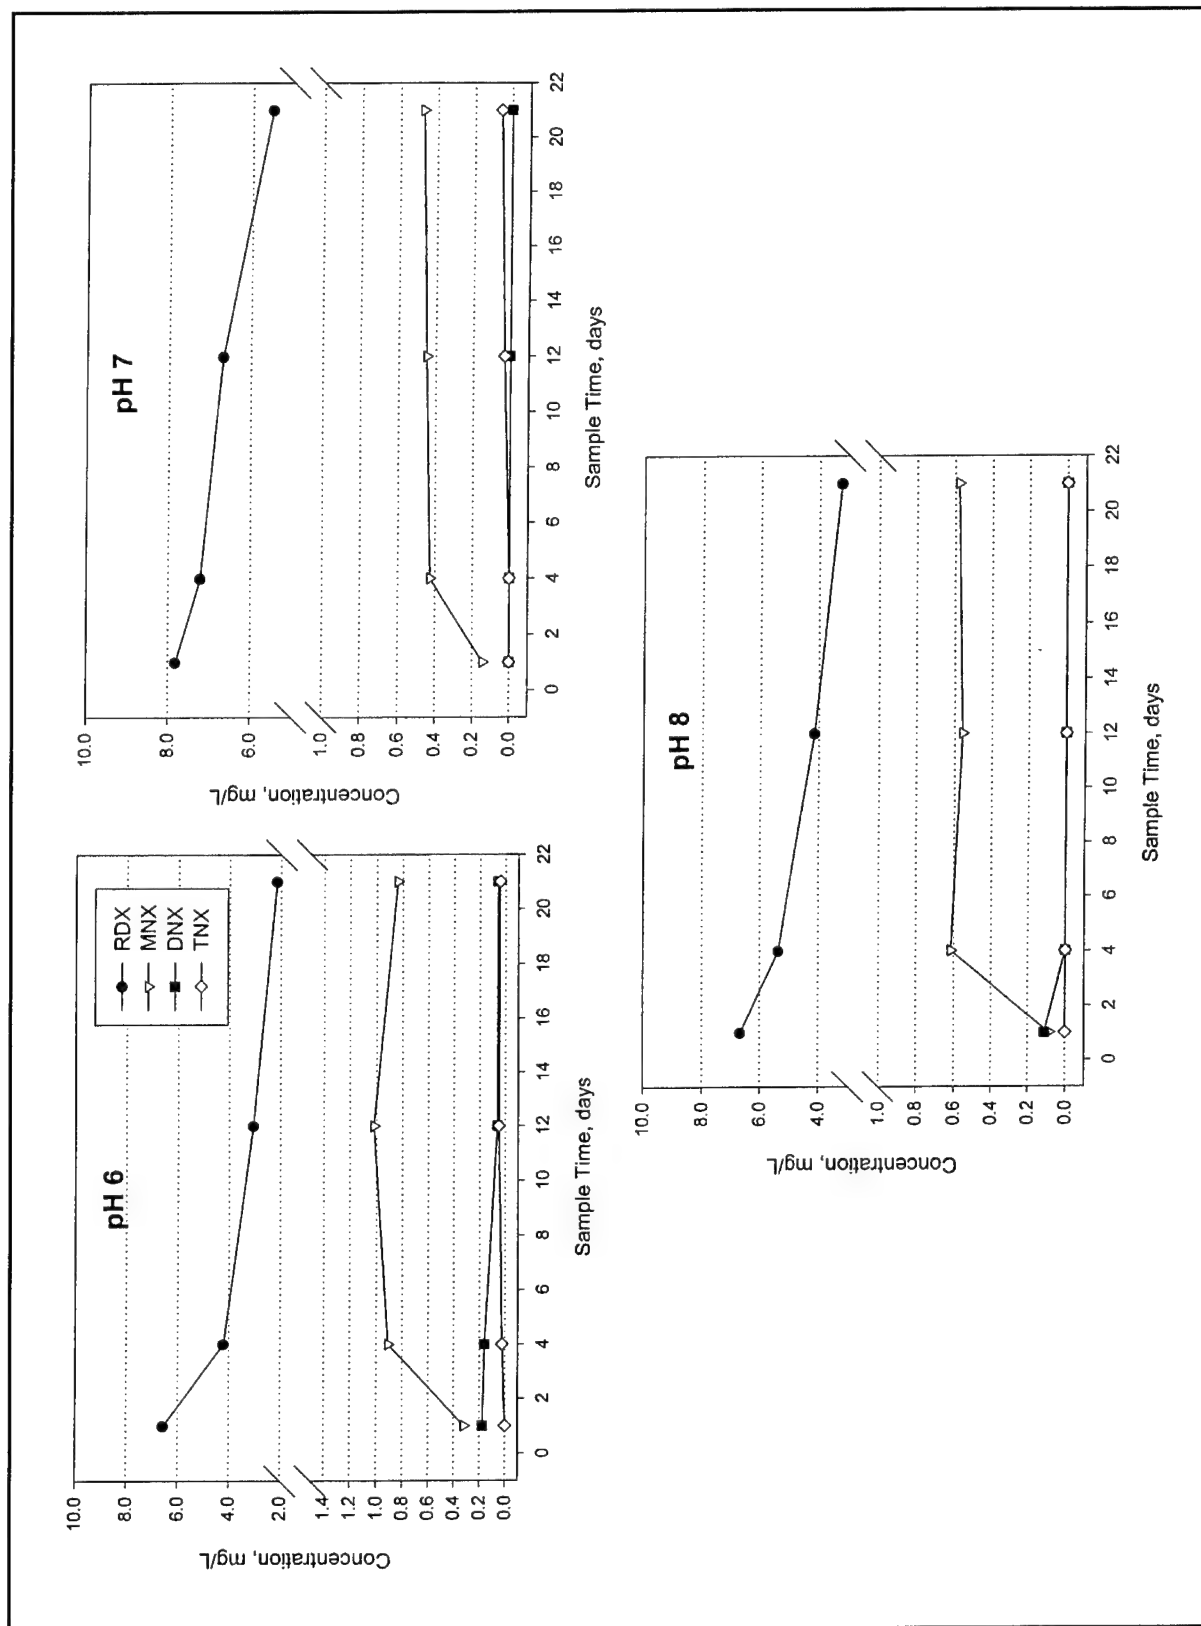 pH 6
RDX
MNX
DNX
TNX
Concentration, mg/L
10.0
8.0
6.0
4.0
2.0
1.4
1.2
1.0
0.8
0.6
0.4
0.2
0.0
0 2 4 6 8 10 12 14 16 18 20 22
Sample Time, days
pH 7
Concentration, mg/L
10.0
8.0
6.0
1.0
0.8
0.6
0.4
0.2
0.0
0 2 4 6 8 10 12 14 16 18 20 22
Sample Time, days
pH 8
Concentration, mg/L
10.0
8.0
6.0
4.0
1.0
0.8
0.6
0.4
0.2
0.0
0 2 4 6 8 10 12 14 16 18 20 22
Sample Time, days